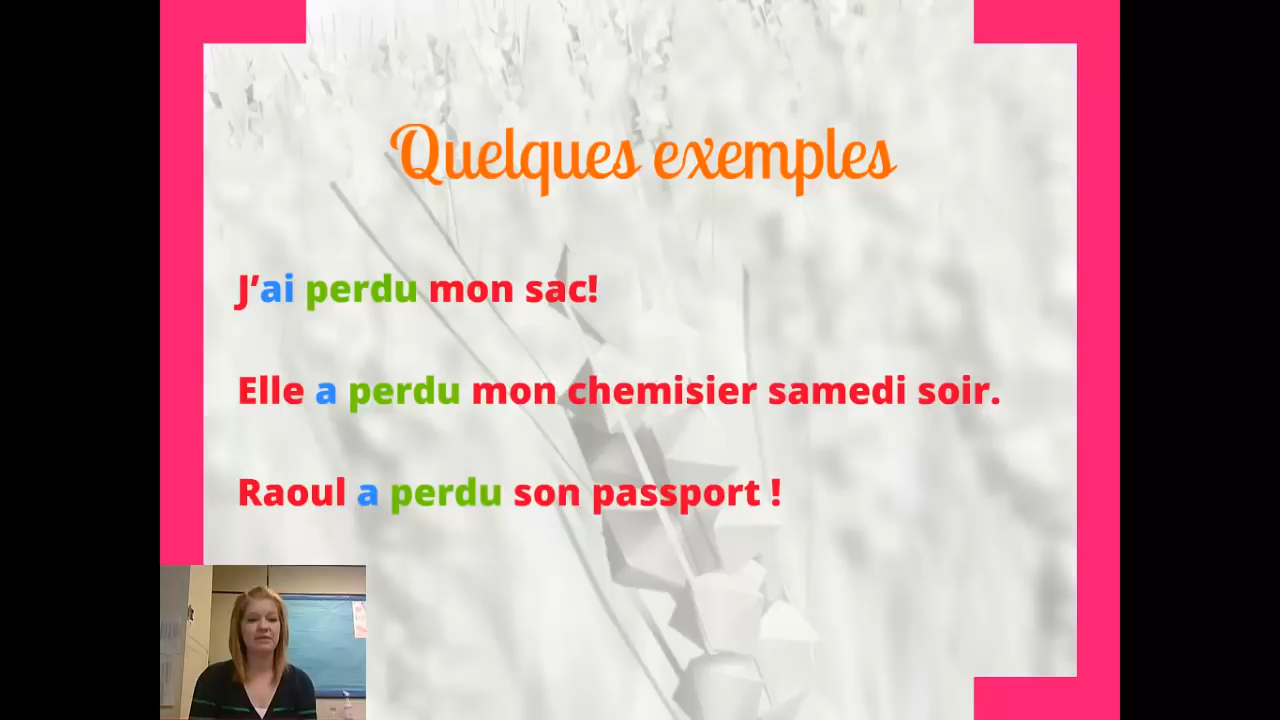 Quelques exemples
J’ai perdu mon sac!
Elle a perdu mon chemisier samedi soir.
Raoul a perdu son passport !